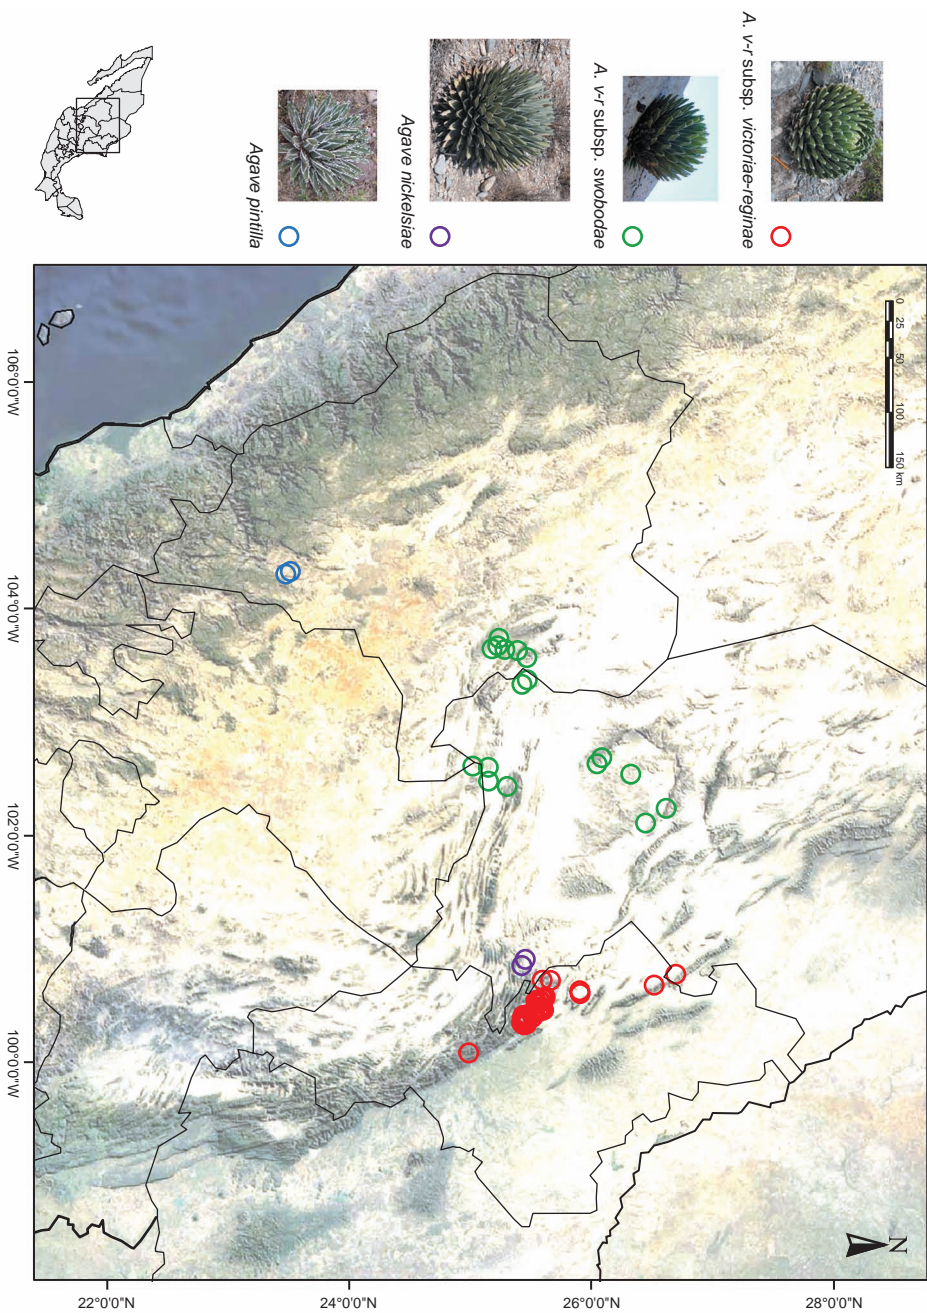 A. v-r subsp. victoriae-reginae
A. v-r subsp. swobodae
Agave nickelsiae
Agave pintilla
0 25 50 100 150 km
N
106°0'0"W
104°0'0"W
102°0'0"W
100°0'0"W
28°0'0"N
26°0'0"N
24°0'0"N
22°0'0"N